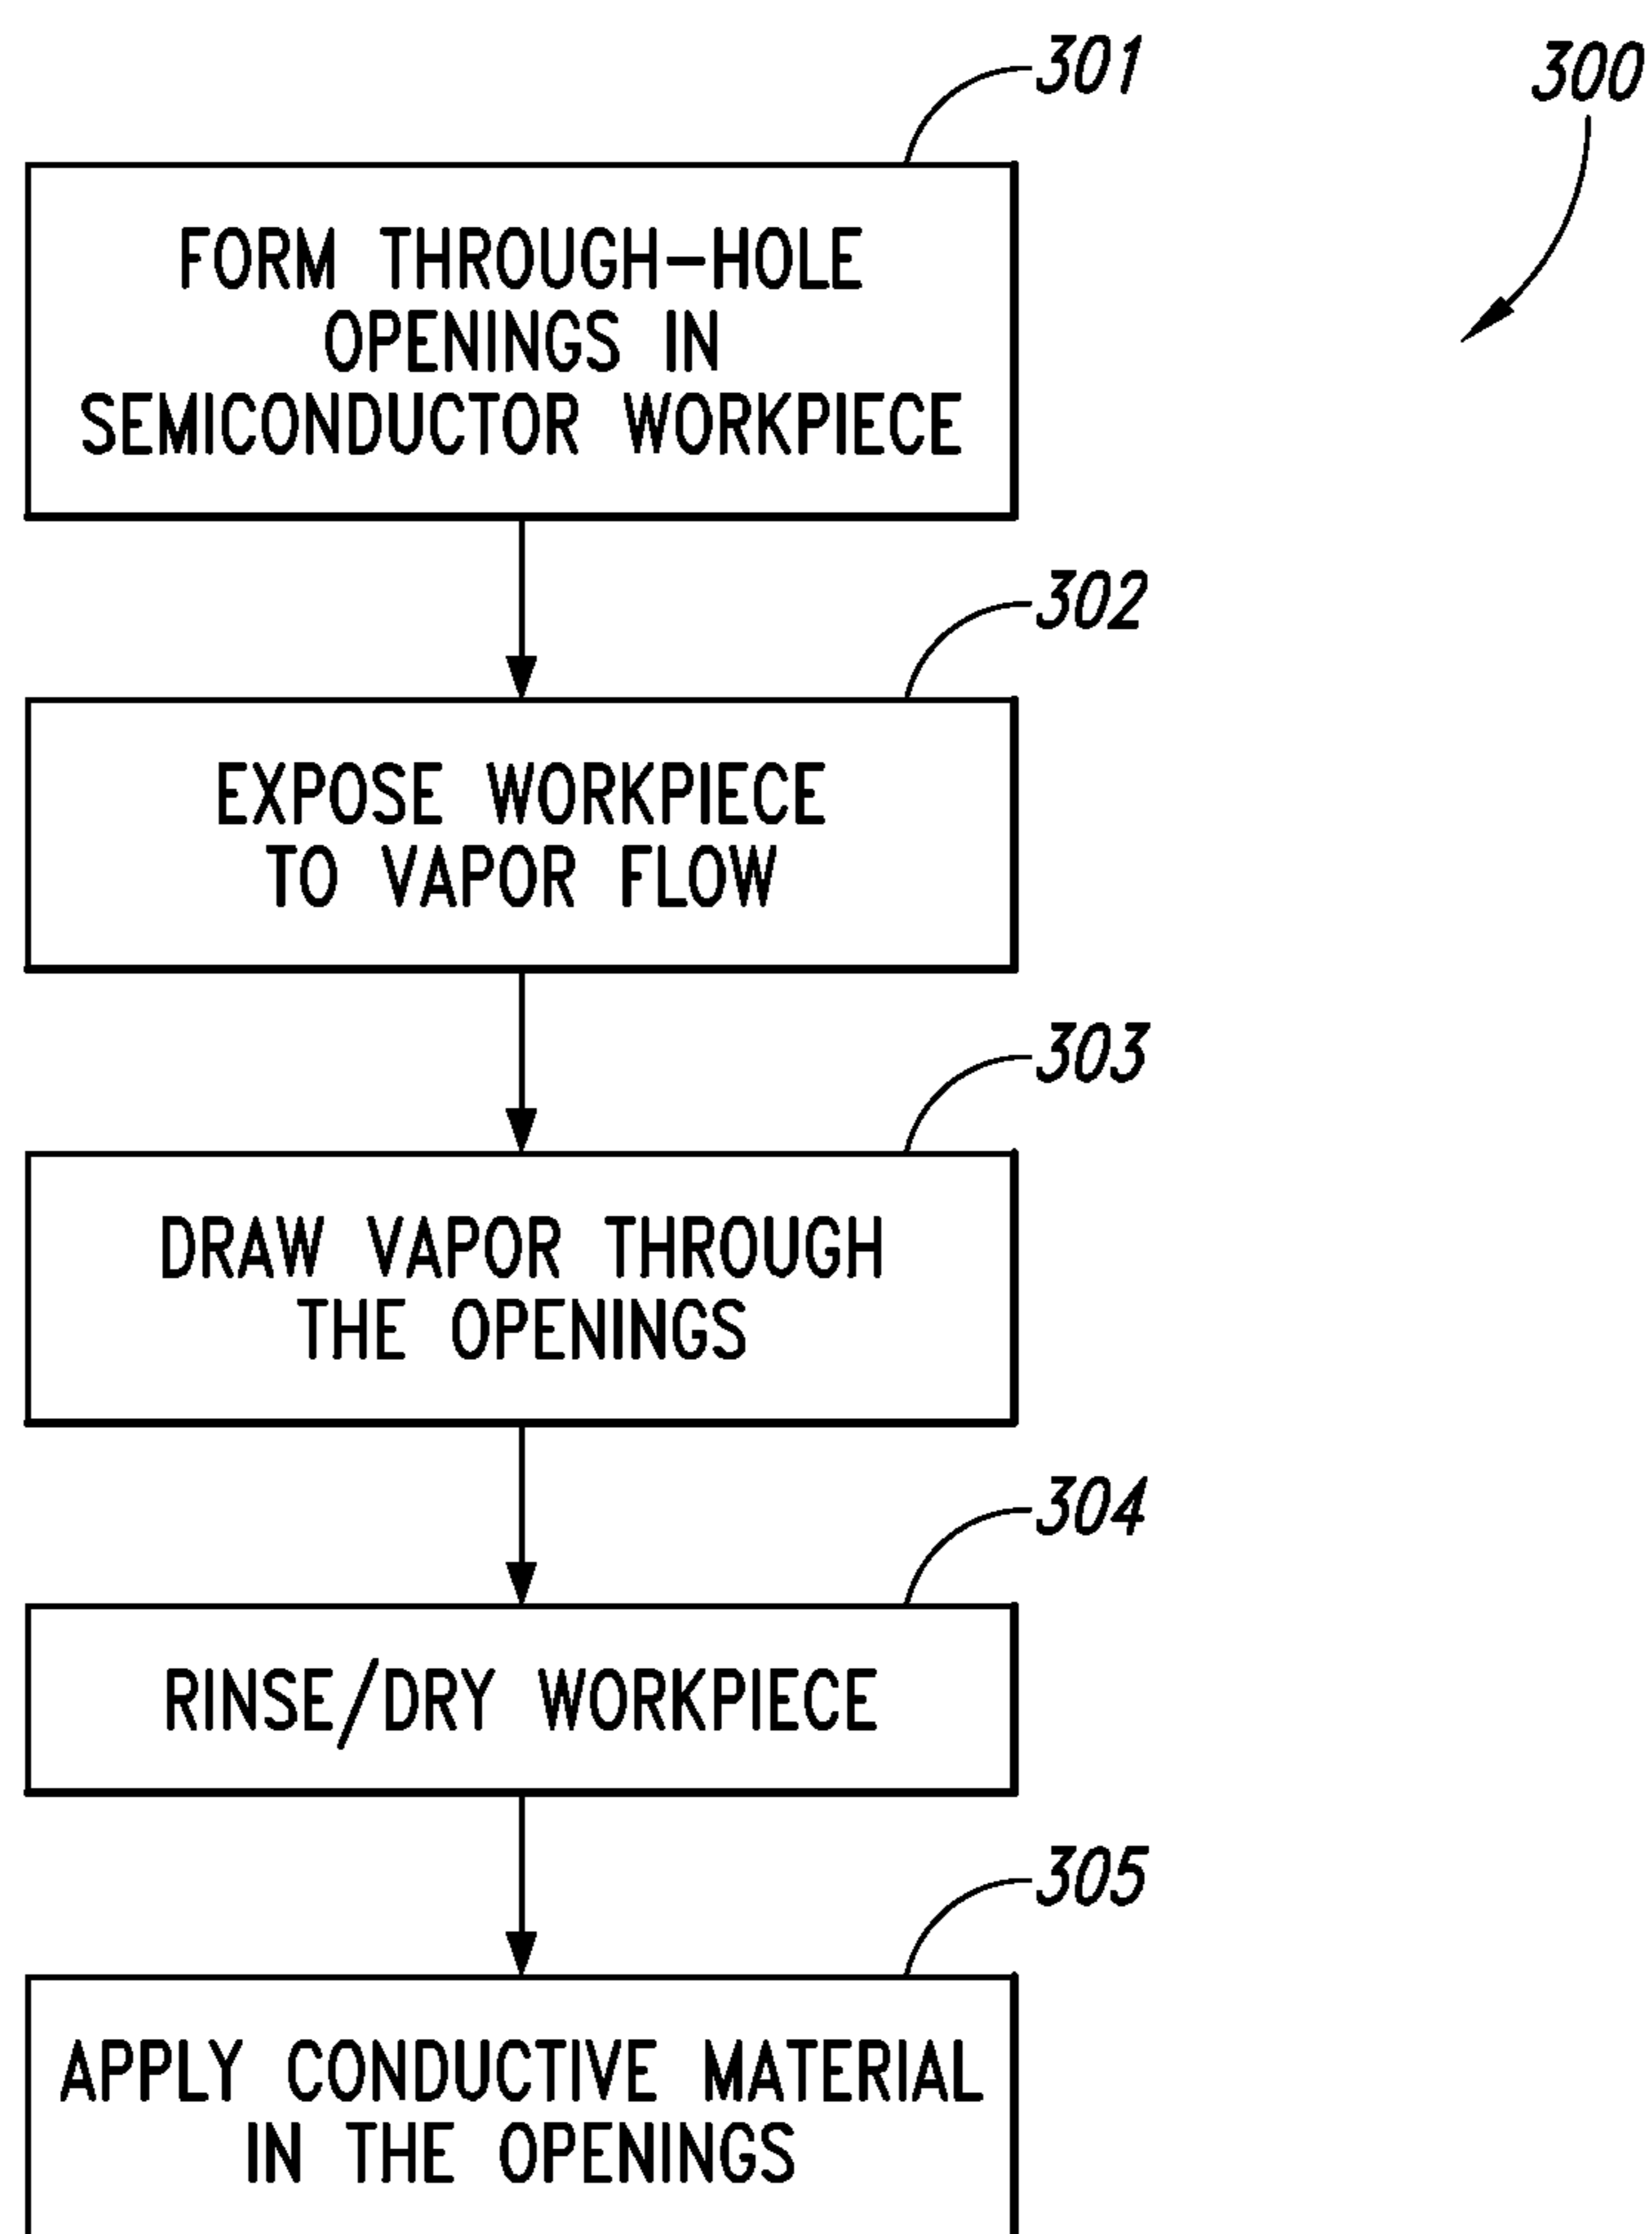 301
300
FORM THROUGH-HOLE
OPENINGS IN
SEMICONDUCTOR WORKPIECE
302
EXPOSE WORKPIECE
TO VAPOR FLOW
303
DRAW VAPOR THROUGH
THE OPENINGS
304
RINSE/DRY WORKPIECE
305
APPLY CONDUCTIVE MATERIAL
IN THE OPENINGS